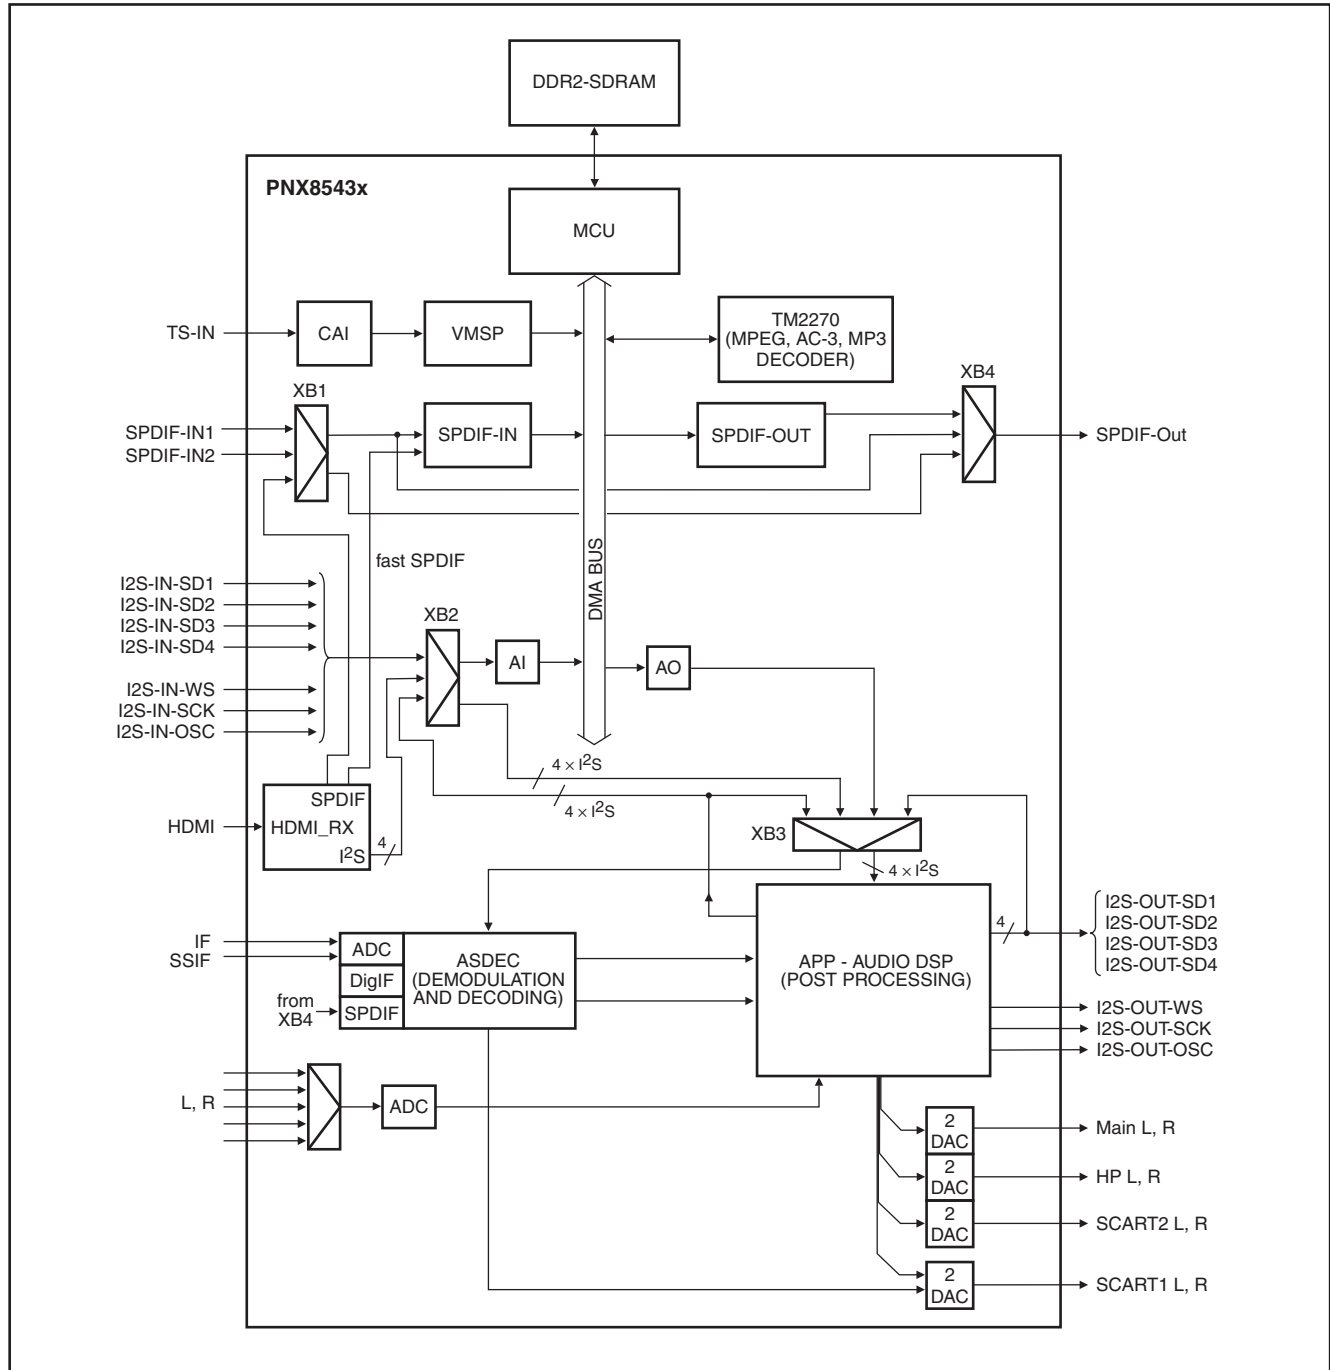 DDR2-SDRAM
PNX8543x
MCU
TS-IN
CAI
VMSP
TM2270
(MPEG, AC-3, MP3
DECODER)
XB1
XB4
SPDIF-IN1
SPDIF-IN2
SPDIF-IN
SPDIF-OUT
SPDIF-Out
fast SPDIF
DMA BUS
I2S-IN-SD1
I2S-IN-SD2
I2S-IN-SD3
I2S-IN-SD4
I2S-IN-WS
I2S-IN-SCK
I2S-IN-OSC
XB2
AI
AO
4 × I²S
4 × I²S
HDMI
SPDIF
HDMI_RX
I²S
4
XB3
4 × I²S
IF
SSIF
ADC
DigIF
SPDIF
from
XB4
ASDEC
(DEMODULATION
AND DECODING)
APP - AUDIO DSP
(POST PROCESSING)
4
I2S-OUT-SD1
I2S-OUT-SD2
I2S-OUT-SD3
I2S-OUT-SD4
I2S-OUT-WS
I2S-OUT-SCK
I2S-OUT-OSC
L, R
ADC
2
DAC
Main L, R
2
DAC
HP L, R
2
DAC
SCART2 L, R
2
DAC
SCART1 L, R